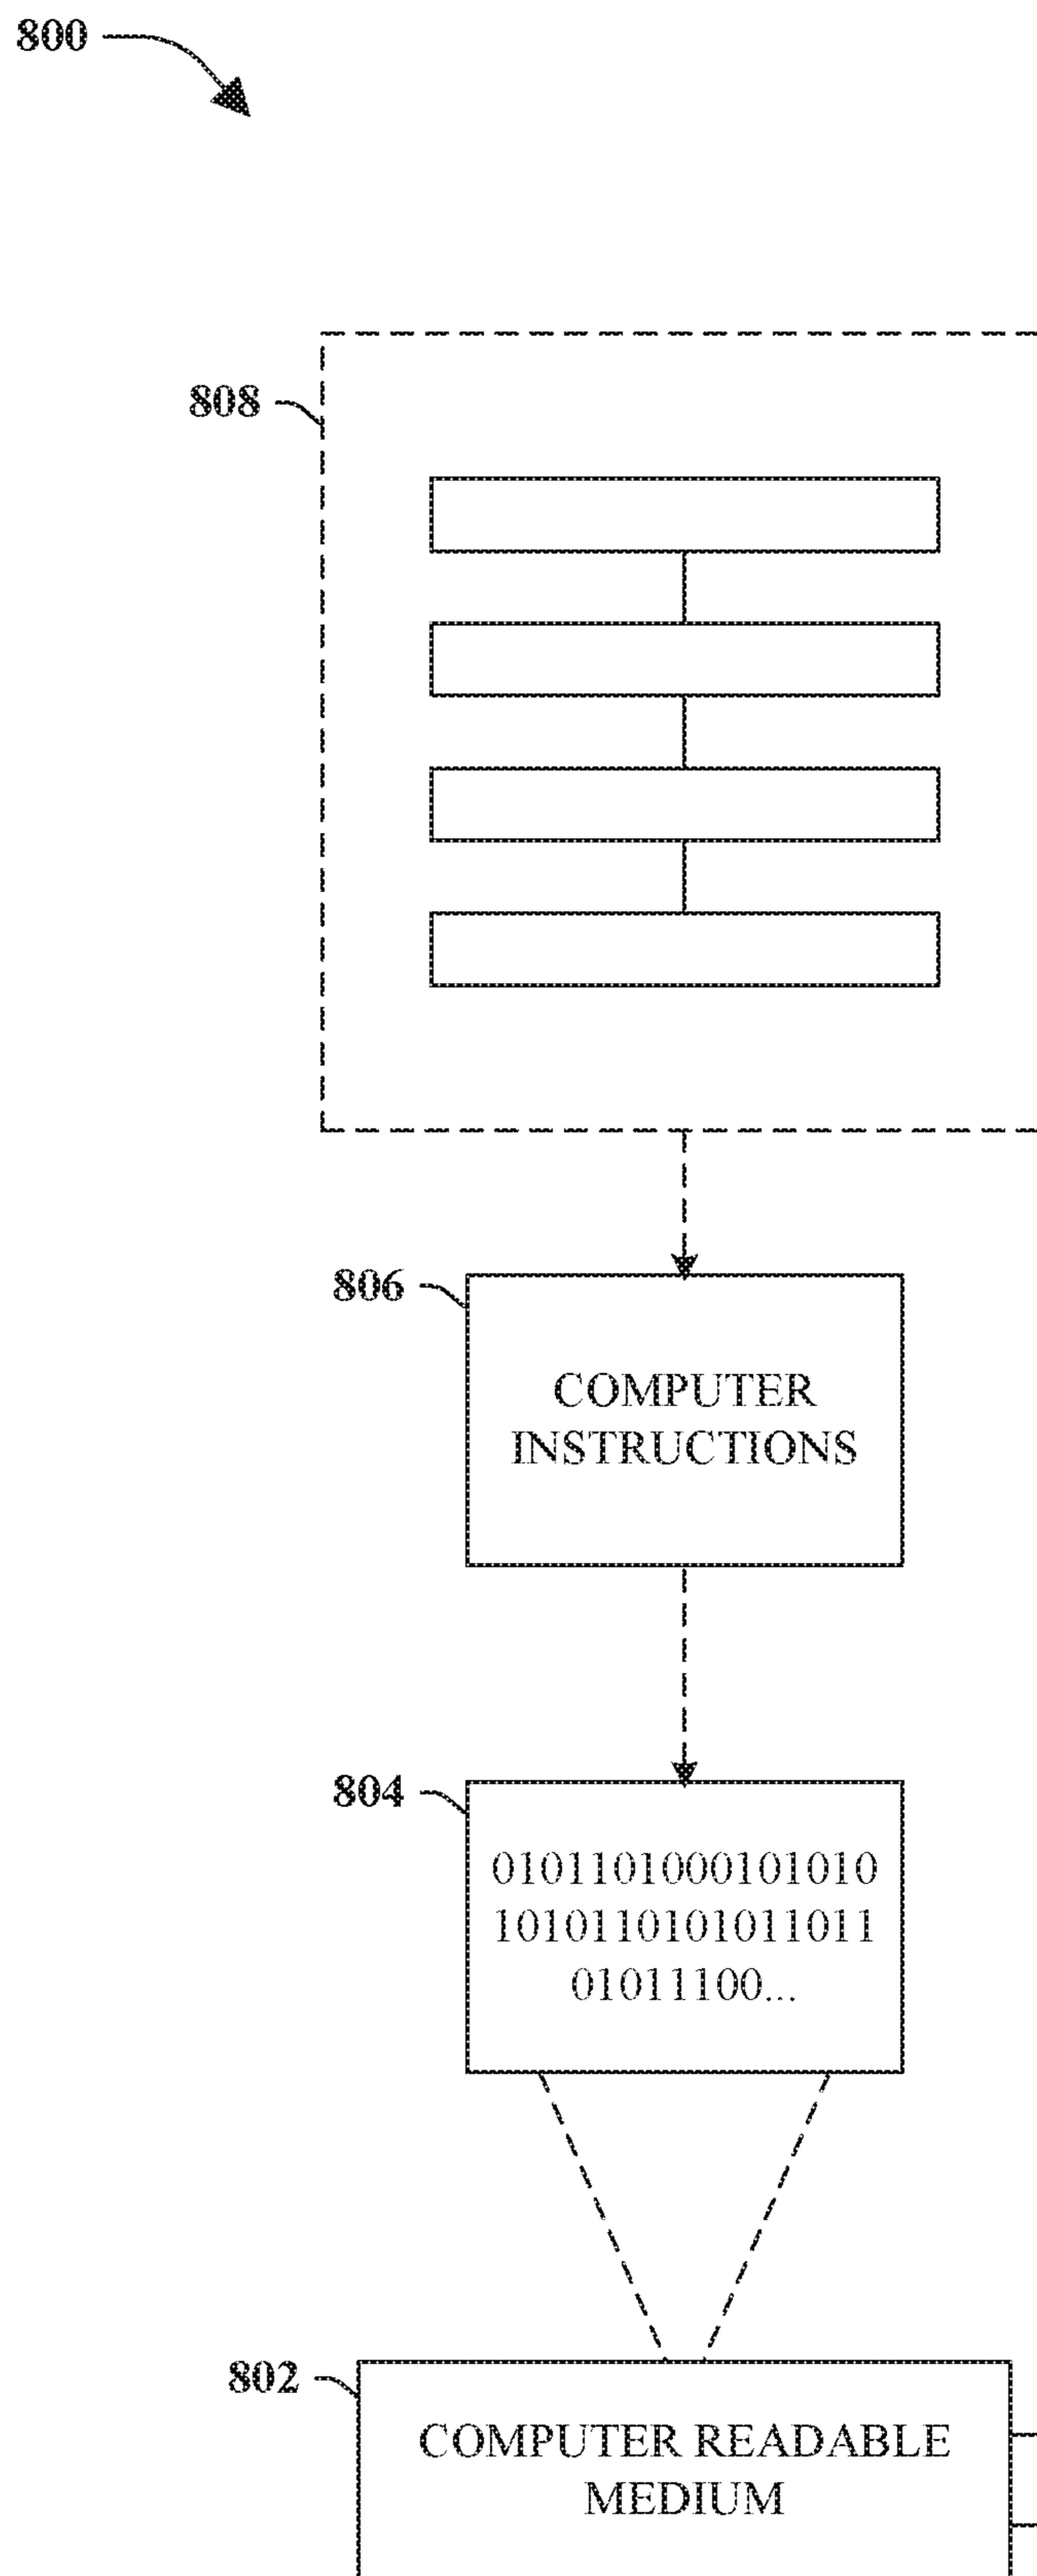 800
808
806
COMPUTER
INSTRUCTIONS
804
0101101000101010
1010110101011011
01011100...
802
COMPUTER READABLE
MEDIUM